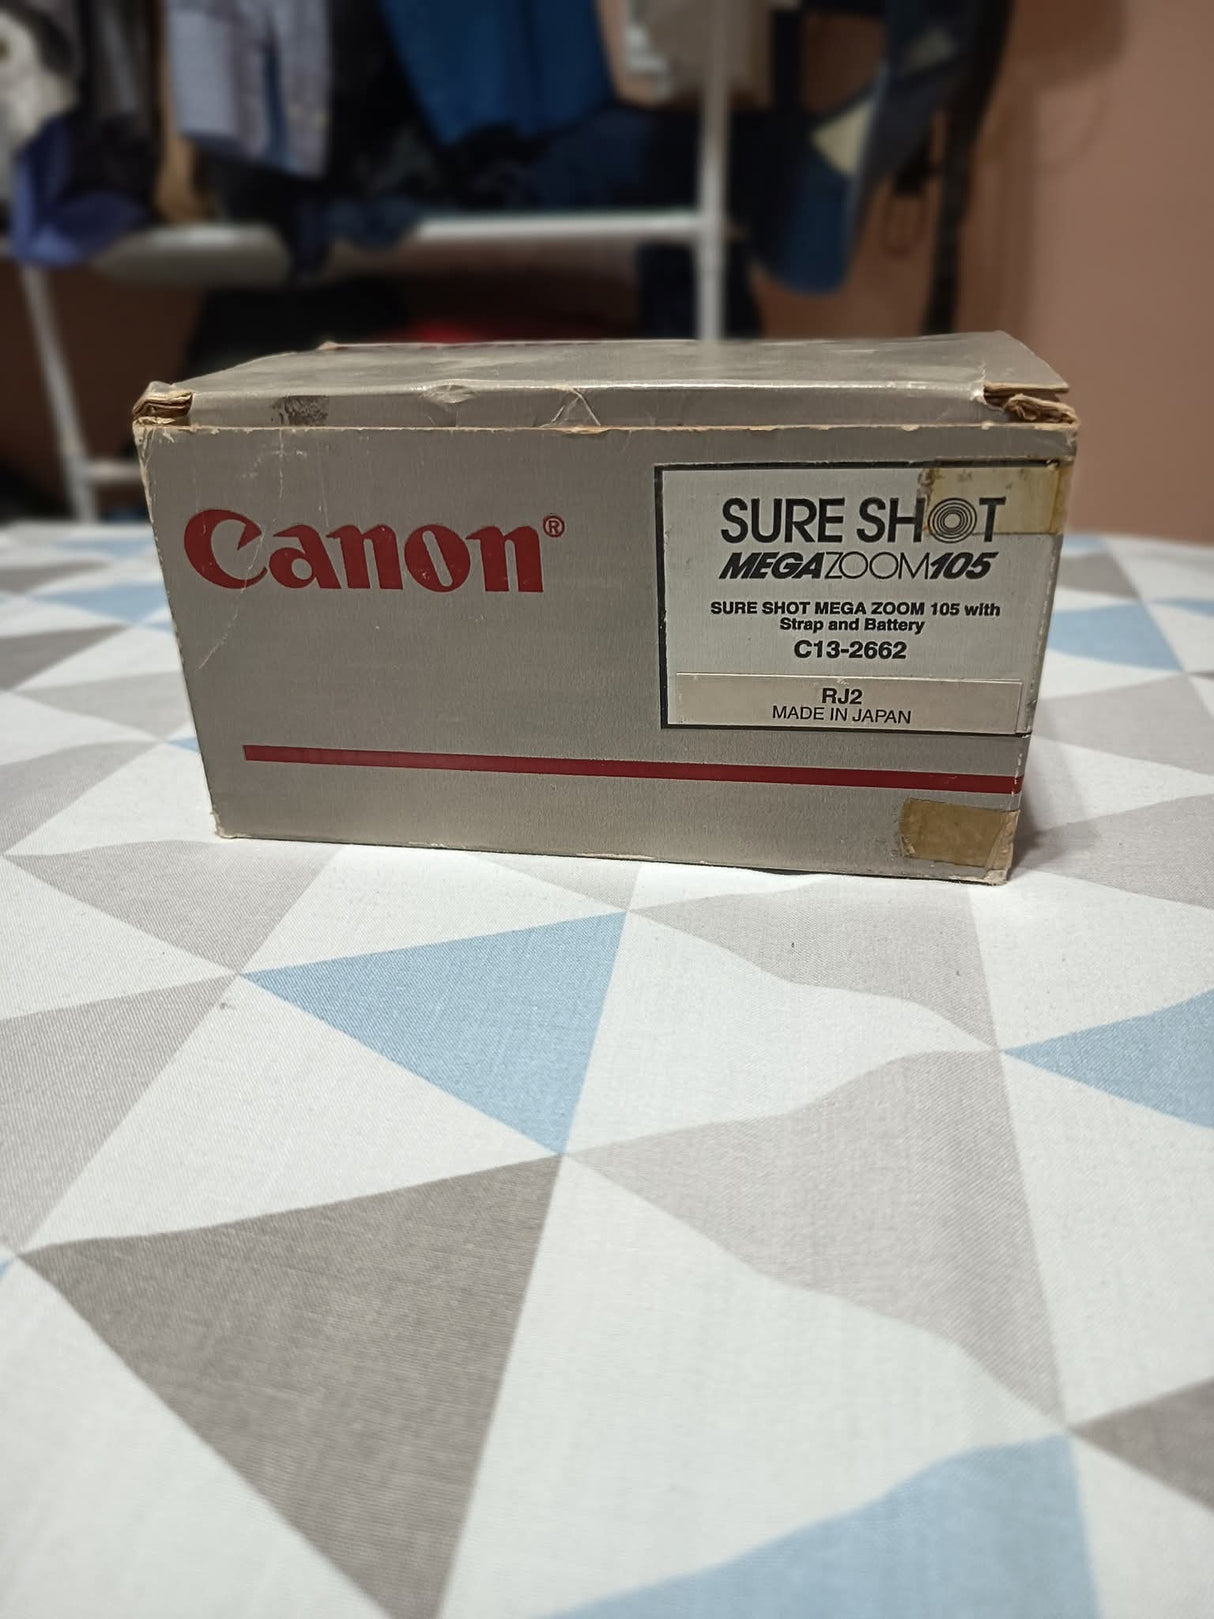 Canon®
SURE SHOT
MEGAZOOM105
SURE SHOT MEGA ZOOM 105 with
Strap and Battery
C13-2662
RJ2
MADE IN JAPAN